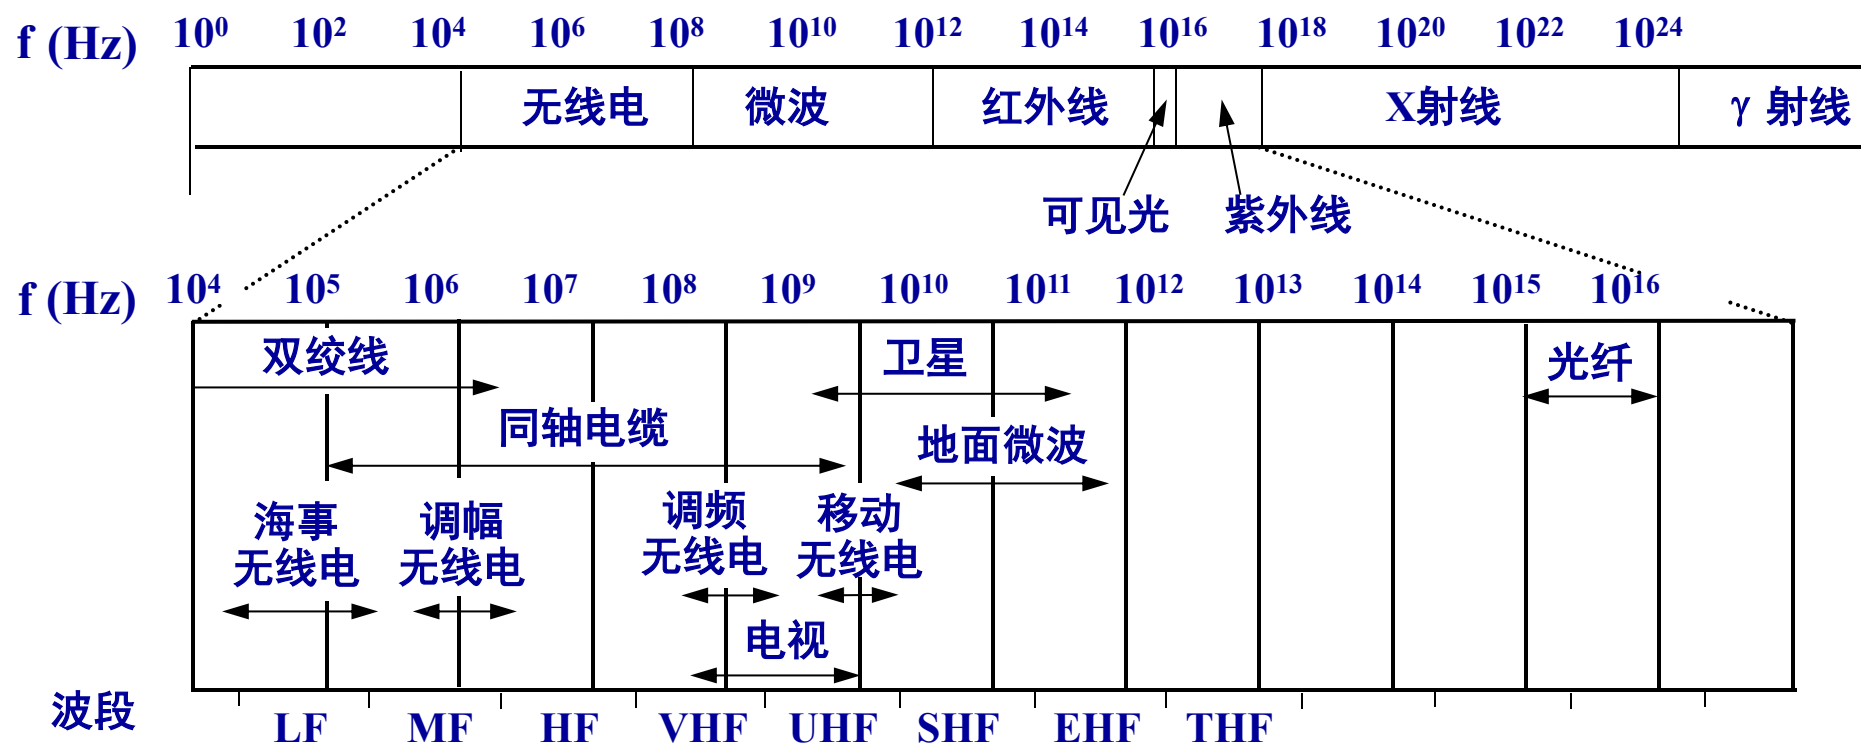 f (Hz) 10⁰ 10² 10⁴ 10⁶ 10⁸ 10¹⁰ 10¹² 10¹⁴ 10¹⁶ 10¹⁸ 10²⁰ 10²² 10²⁴
无线电 微波 红外线 X射线 γ 射线
可见光 紫外线
f (Hz) 10⁴ 10⁵ 10⁶ 10⁷ 10⁸ 10⁹ 10¹⁰ 10¹¹ 10¹² 10¹³ 10¹⁴ 10¹⁵ 10¹⁶
双绞线 卫星 光纤
同轴电缆 地面微波
海事 调幅 调频 移动
无线电 无线电 无线电 无线电
电视
波段 LF MF HF VHF UHF SHF EHF THF